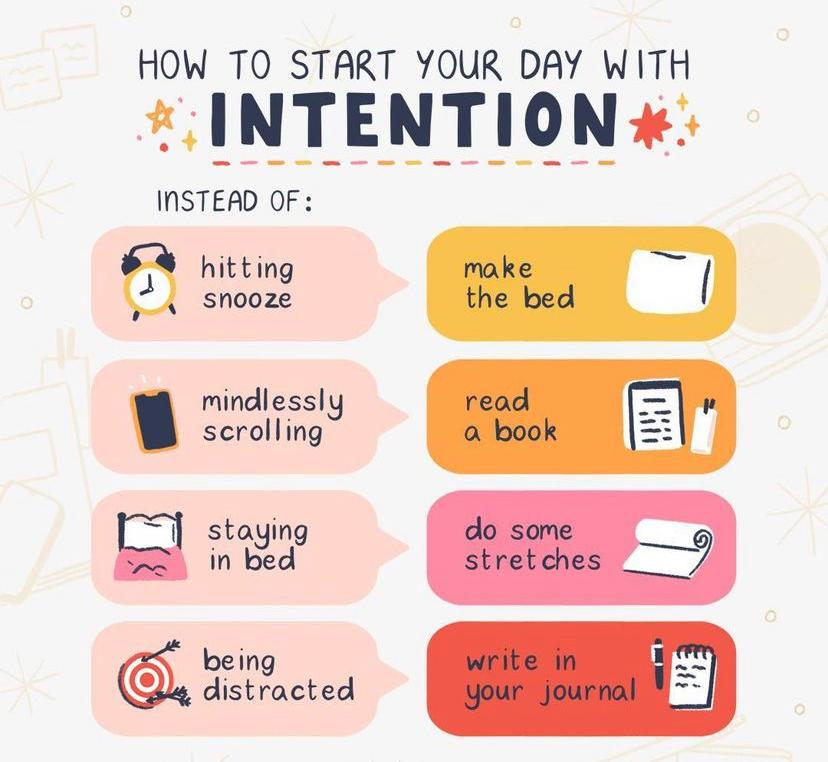 HOW TO START YOUR DAY WITH
INTENTION
INSTEAD OF:
hitting
snooze
make
the bed
mindlessly
scrolling
read
a book
staying
in bed
do some
stretches
being
distracted
write in
your journal